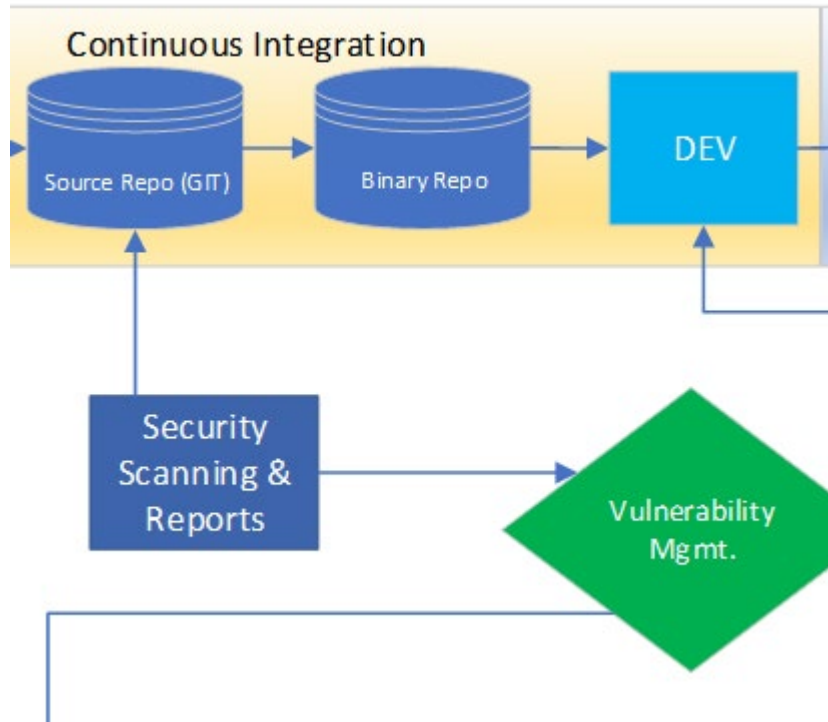 Continuous Integration
Source Repo (GIT)
Binary Repo
DEV
Security
Scanning &
Reports
Vulnerability
Mgmt.